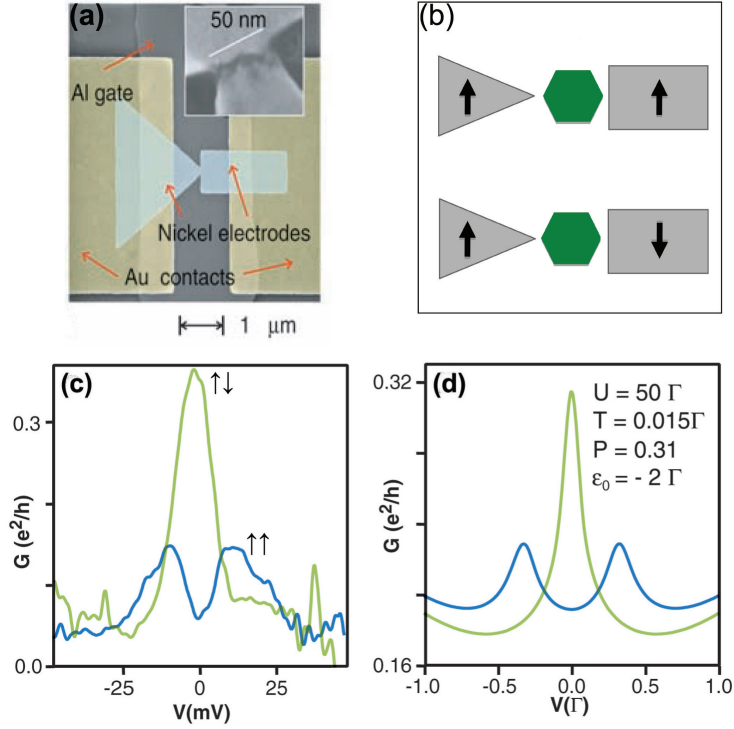 (a)
50 nm
Al gate
Nickel electrodes
Au contacts
1 μm
(b)
(c)
↑↓
↑↑
0.3
0.0
G (e²/h)
-25
0
25
V(mV)
(d)
U = 50 Γ
T = 0.015Γ
P = 0.31
ε₀ = - 2 Γ
0.32
0.16
G (e²/h)
-1.0
-0.5
0.0
0.5
1.0
V(Γ)